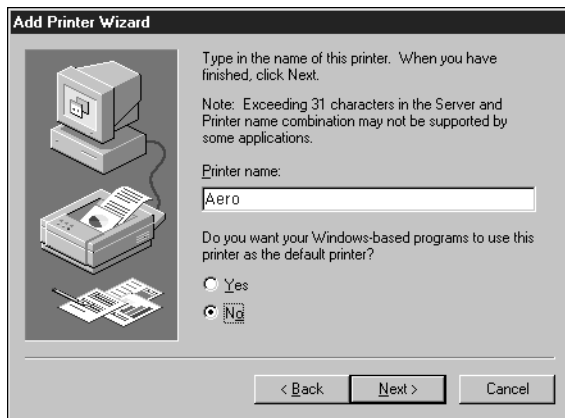 Add Printer Wizard
Type in the name of this printer. When you have
finished, click Next.
Note: Exceeding 31 characters in the Server and
Printer name combination may not be supported by
some applications.
Printer name:
Aero
Do you want your Windows-based programs to use this
printer as the default printer?
Yes
No
< Back
Next >
Cancel